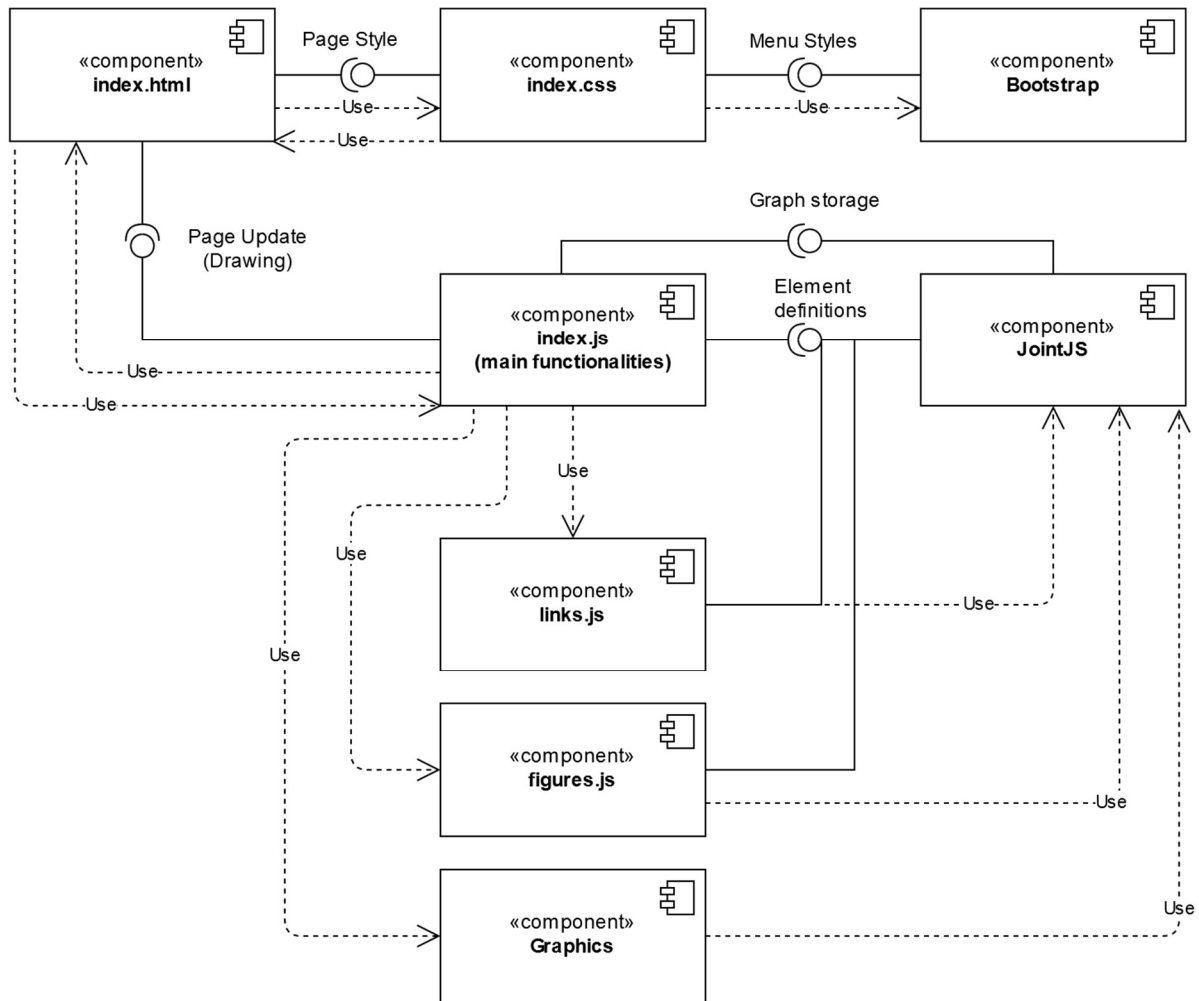 «component»
index.html
Page Style
Use
Use
«component»
index.css
Menu Styles
Use
«component»
Bootstrap
Page Update
(Drawing)
Graph storage
«component»
index.js
(main functionalities)
Element
definitions
«component»
JointJS
Use
Use
Use
«component»
links.js
Use
Use
«component»
figures.js
Use
Use
«component»
Graphics
Use